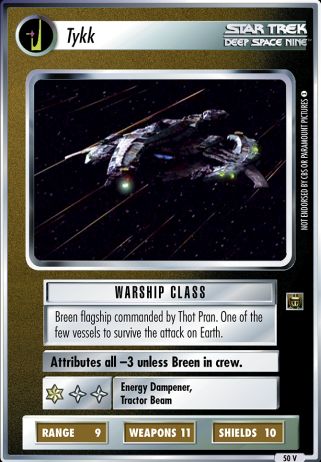 Tykk
STAR TREK
DEEP SPACE NINE
NOT ENDORSED BY CBS OR PARAMOUNT PICTURES
WARSHIP CLASS
Breen flagship commanded by Thot Pran. One of the
few vessels to survive the attack on Earth.
Attributes all –3 unless Breen in crew.
Energy Dampener,
Tractor Beam
RANGE 9 WEAPONS 11 SHIELDS 10
50 V